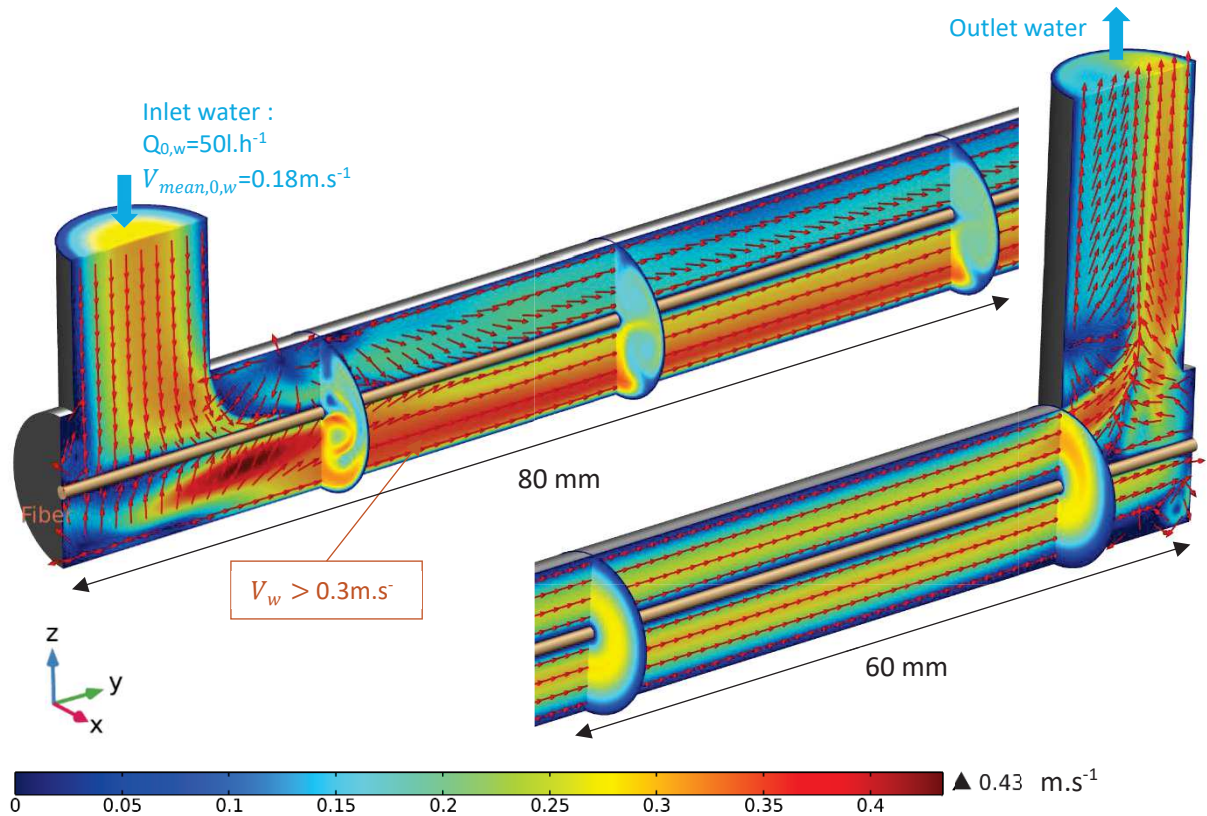 Outlet water
Inlet water :
Q₀,w=50l.h⁻¹
V_mean,0,w=0.18m.s⁻¹
80 mm
Fiber
V_w > 0.3m.s⁻
60 mm
z
y
x
▲ 0.43 m.s⁻¹
0 0.05 0.1 0.15 0.2 0.25 0.3 0.35 0.4